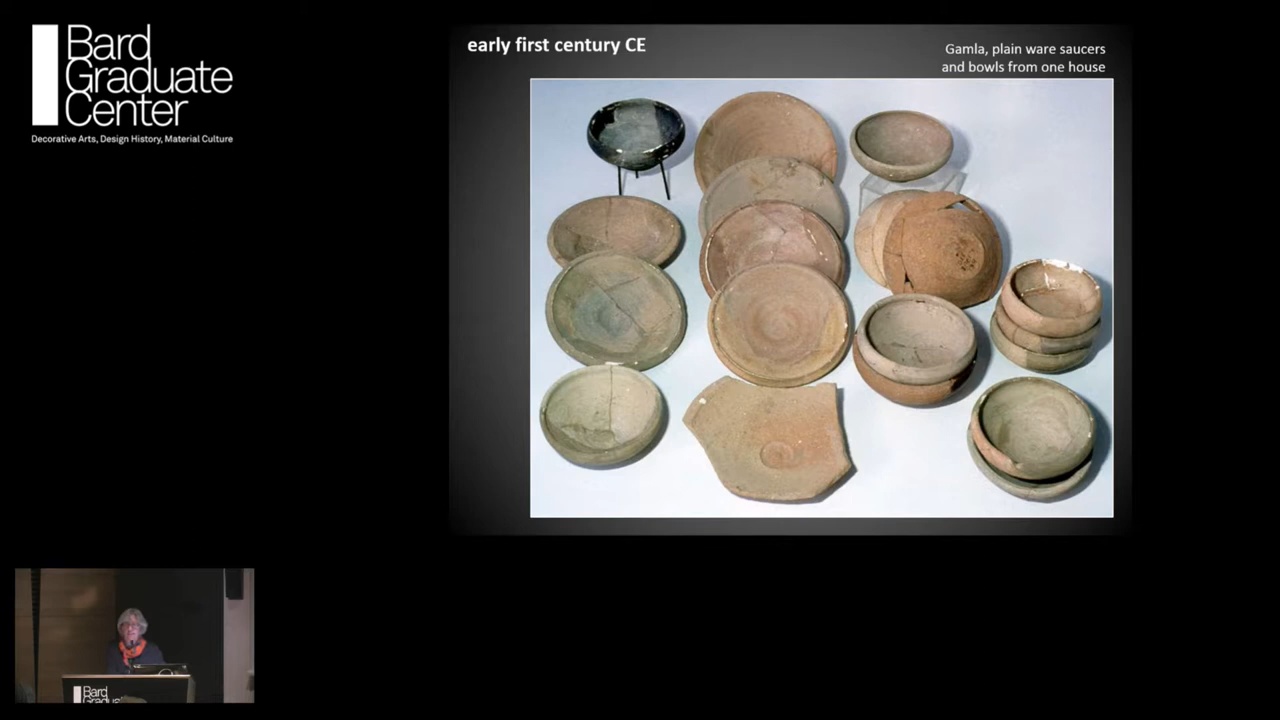 Bard
Graduate
Center
Decorative Arts, Design History, Material Culture
early first century CE
Gamla, plain ware saucers
and bowls from one house
Bard